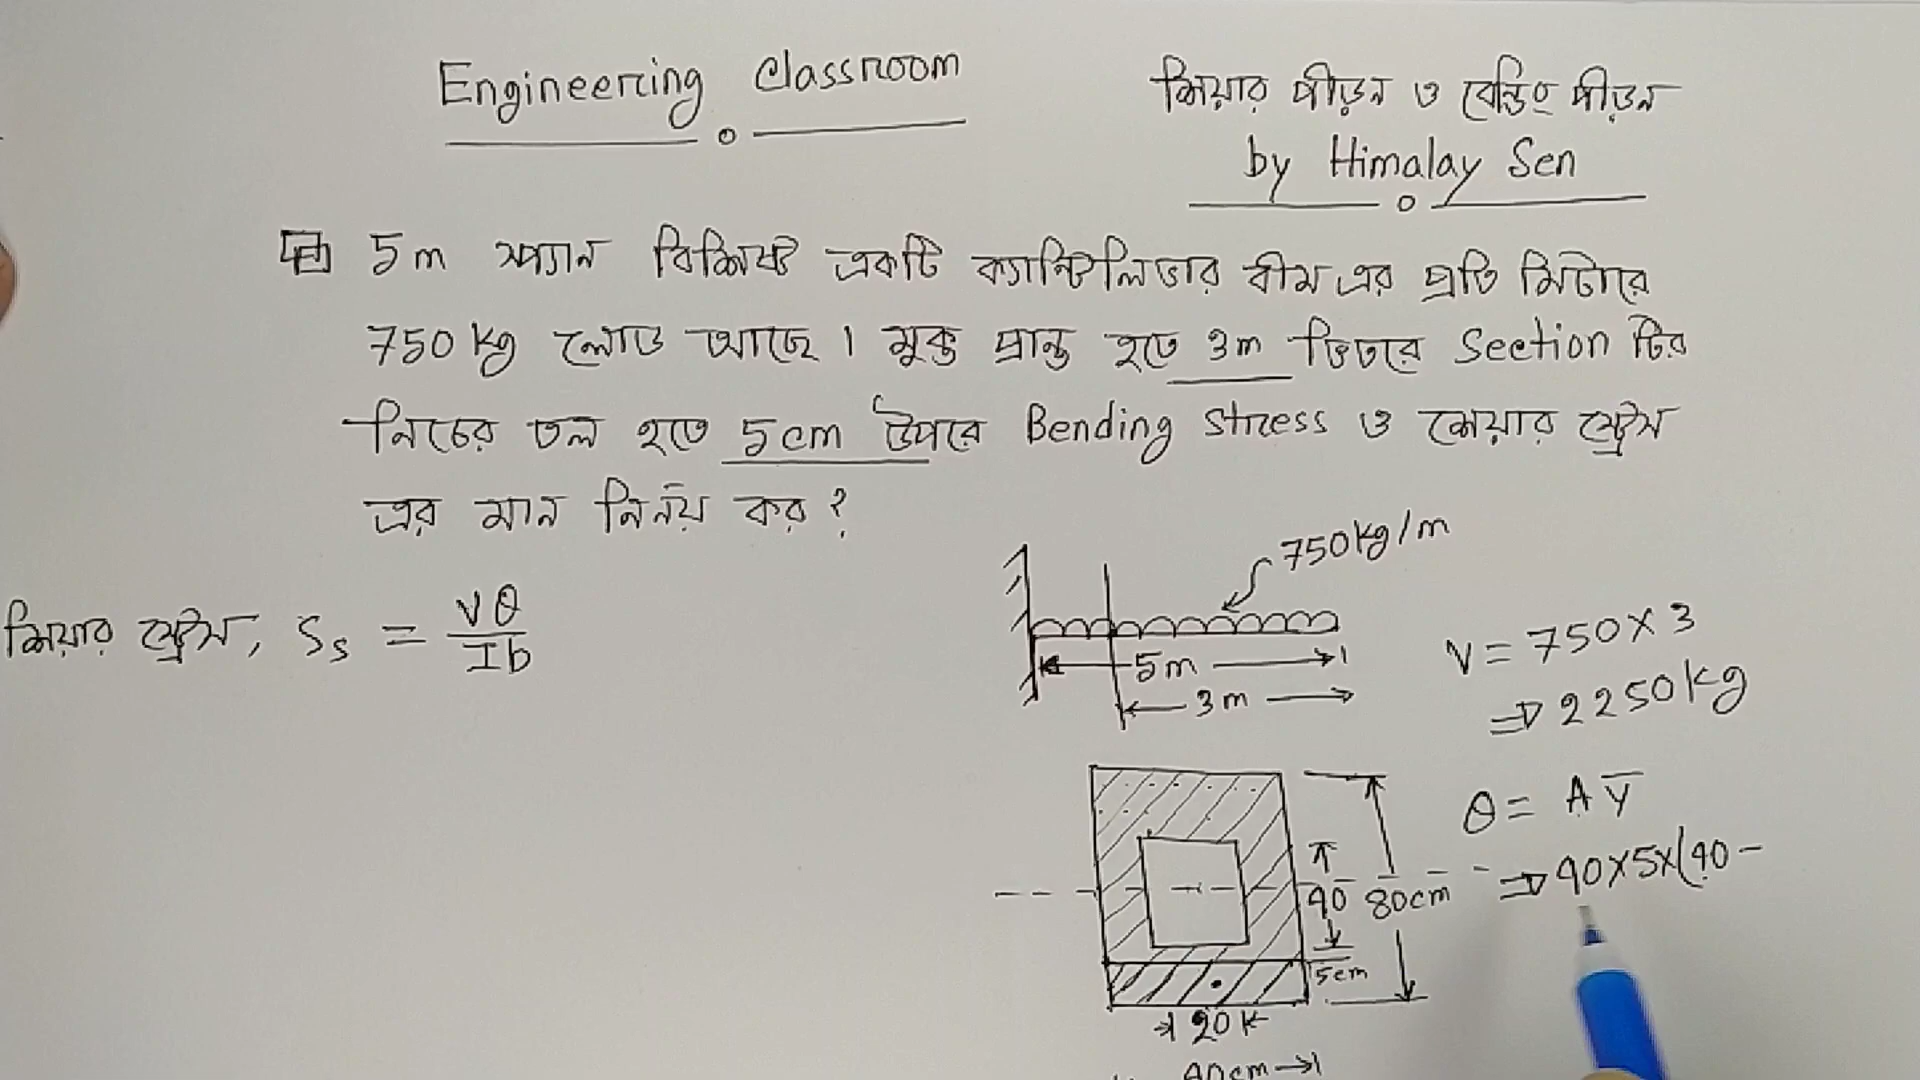 Engineering Classroom
শিয়ার পীড়ন ও বেন্ডিং পীড়ন
by Himalay Sen
5m স্প্যান বিশিষ্ট একটি ক্যান্টিলিভার বীম এর প্রতি মিটারে
750 kg লোড আছে। মুক্ত প্রান্ত হতে 3m ভিতরে Section টির
নিচের তল হতে 5cm উপরে Bending stress ও শেয়ার স্ট্রেস
এর মান নির্নয় কর?
শিয়ার স্ট্রেস, Ss = VQ/Ib
750kg/m
5m
3m
V = 750×3
⇒ 2250kg
Q = AȲ
⇒ 40×5×(40-
40 80cm
5cm
20
40cm